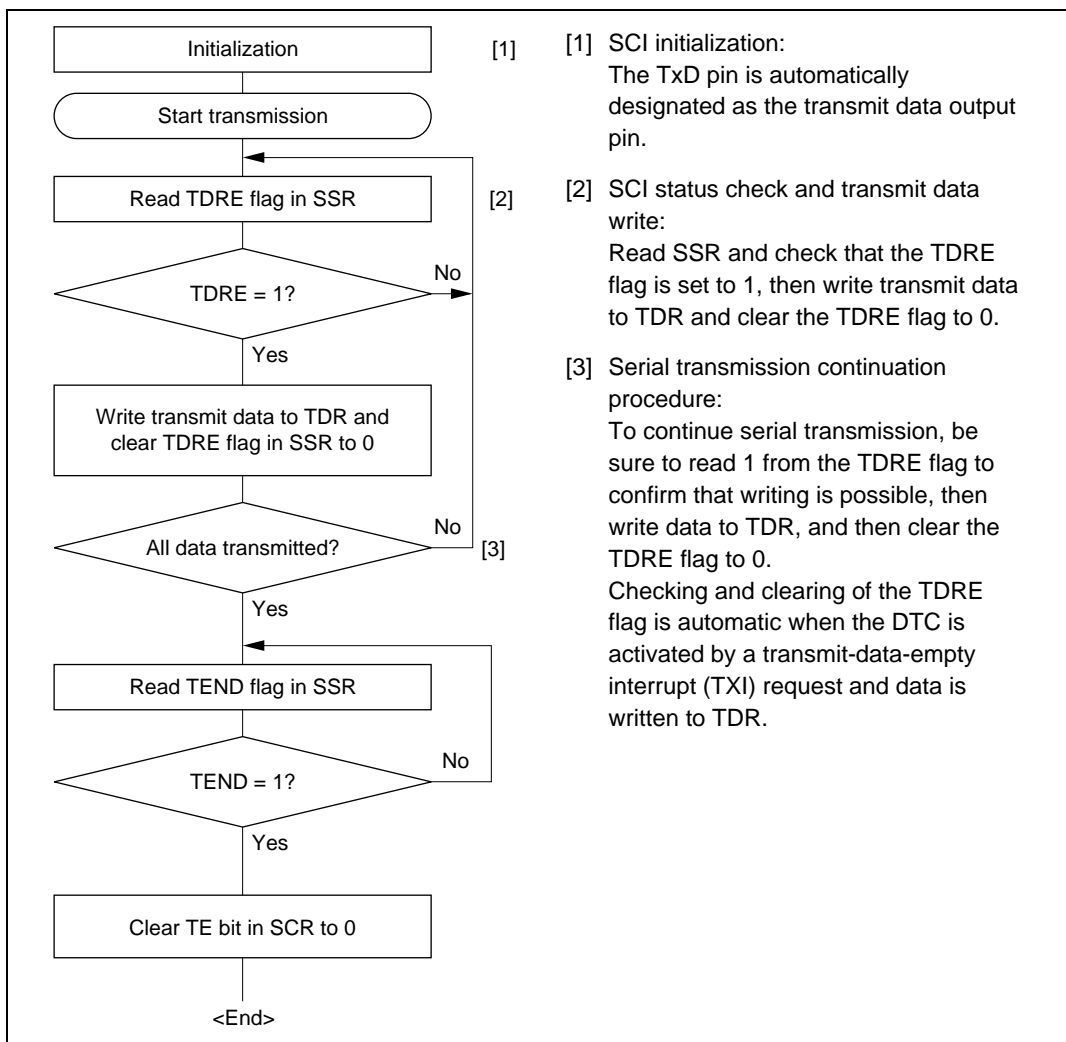 Initialization
[1]
Start transmission
Read TDRE flag in SSR
[2]
No
TDRE = 1?
Yes
Write transmit data to TDR and
clear TDRE flag in SSR to 0
No
All data transmitted?
[3]
Yes
Read TEND flag in SSR
No
TEND = 1?
Yes
Clear TE bit in SCR to 0
<End>
[1] SCI initialization:
The TxD pin is automatically
designated as the transmit data output
pin.
[2] SCI status check and transmit data
write:
Read SSR and check that the TDRE
flag is set to 1, then write transmit data
to TDR and clear the TDRE flag to 0.
[3] Serial transmission continuation
procedure:
To continue serial transmission, be
sure to read 1 from the TDRE flag to
confirm that writing is possible, then
write data to TDR, and then clear the
TDRE flag to 0.
Checking and clearing of the TDRE
flag is automatic when the DTC is
activated by a transmit-data-empty
interrupt (TXI) request and data is
written to TDR.